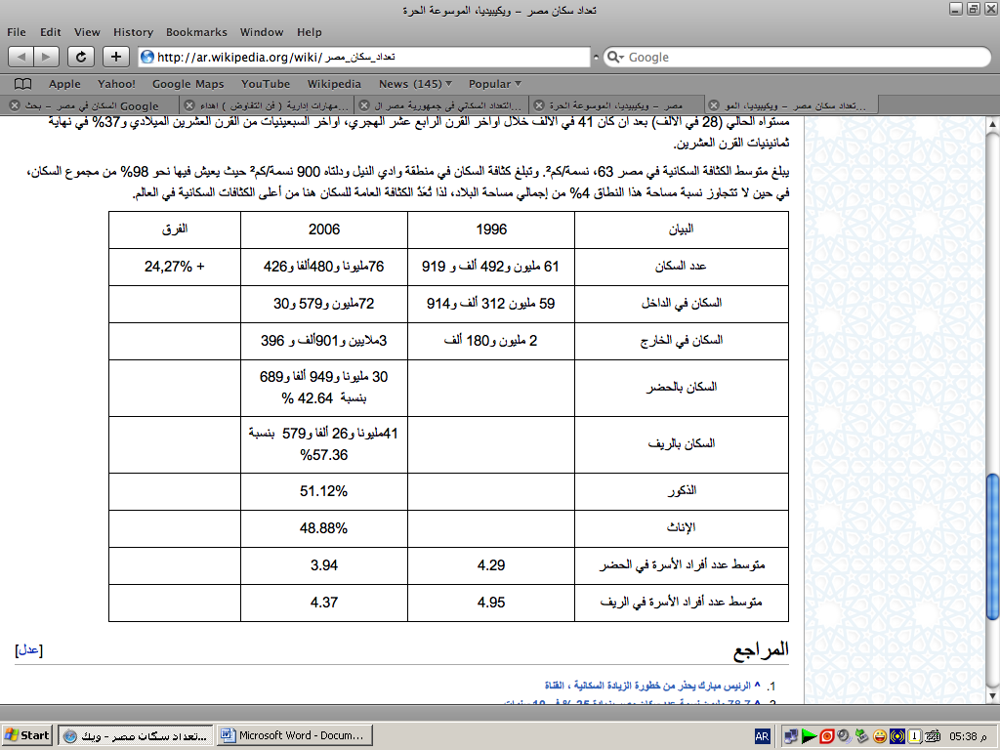 تعداد سكان مصر – ويكيبيديا، الموسوعة الحرة
File Edit View History Bookmarks Window Help
http://ar.wikipedia.org/wiki/تعداد_سكان_مصر
Google
Apple Yahoo! Google Maps YouTube Wikipedia News (145) Popular
السكان في مصر – بحث Google
مهارات إدارية ( فن التفاوض ) اهداء...
التعداد السكاني في جمهورية مصر ال...
مصر – ويكيبيديا، الموسوعة الحرة
تعداد سكان مصر – ويكيبيديا، المو...
مستواه الحالي (28 في الألف) بعد ان كان 41 في الألف خلال أواخر القرن الرابع عشر الهجري، أواخر السبعينيات من القرن العشرين الميلادي و37% في نهاية
ثمانينيات القرن العشرين.
يبلغ متوسط الكثافة السكانية في مصر 63، نسمة/كم². وتبلغ كثافة السكان في منطقة وادي النيل ودلتاه 900 نسمة/كم² حيث يعيش فيها نحو 98% من مجموع السكان،
في حين لا تتجاوز نسبة مساحة هذا النطاق 4% من إجمالي مساحة البلاد، لذا تُعَدُّ الكثافة العامة للسكان هنا من أعلى الكثافات السكانية في العالم.
البيان 1996 2006 الفرق
عدد السكان 61 مليون و492 ألف و 919 76مليونا و480ألفا و426 + 24,27%
السكان في الداخل 59 مليون 312 ألف و914 72مليون و579 و30
السكان في الخارج 2 مليون و180 ألف 3ملايين و901ألف و 396
السكان بالحضر 30 مليونا و949 ألفا و689
بنسبة 42.64 %
السكان بالريف 41مليونا و26 ألفا و579 بنسبة
57.36%
الذكور 51.12%
الإناث 48.88%
متوسط عدد أفراد الأسرة في الحضر 4.29 3.94
متوسط عدد أفراد الأسرة في الريف 4.95 4.37
المراجع [عدل]
1. ^ الرئيس مبارك يحذر من خطورة الزيادة السكانية ، القناة
Start
تعداد سكان مصر - ويك...
Microsoft Word - Docum...
AR
05:38 م